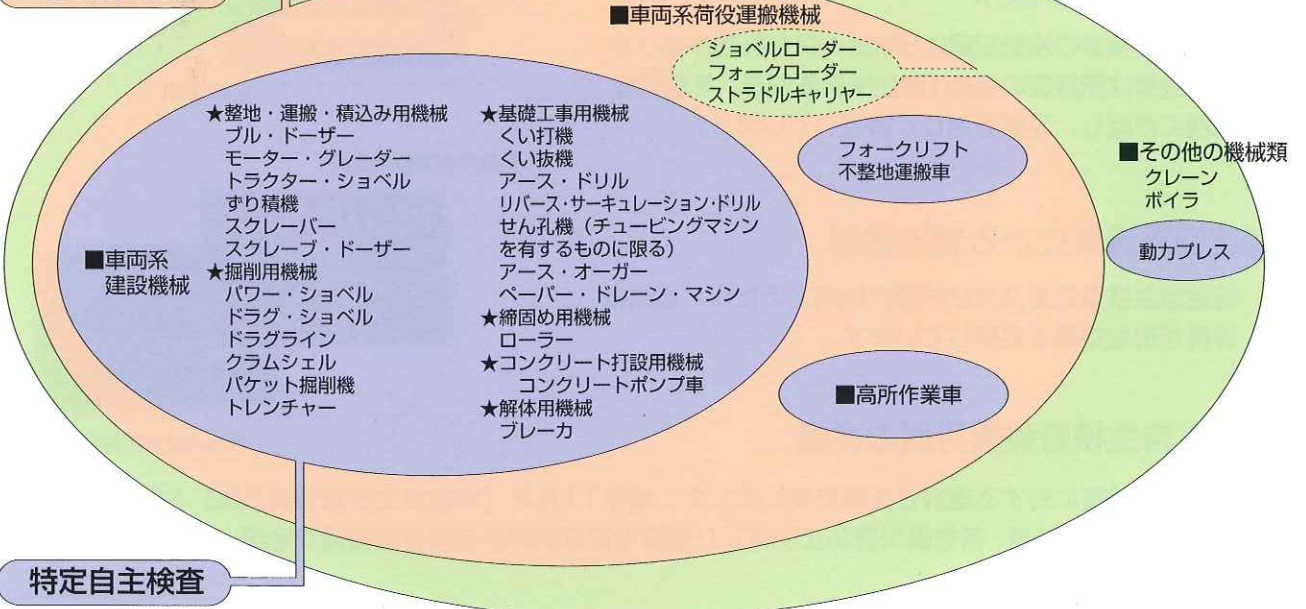 ■車両系荷役運搬機械
ショベルローダー
フォークローダー
ストラドルキャリヤー
フォークリフト
不整地運搬車
■その他の機械類
クレーン
ボイラ
動力プレス
■高所作業車
■車両系
建設機械
★整地・運搬・積込み用機械
ブル・ドーザー
モーター・グレーダー
トラクター・ショベル
ずり積機
スクレーバー
スクレーブ・ドーザー
★掘削用機械
パワー・ショベル
ドラグ・ショベル
ドラグライン
クラムシェル
バケット掘削機
トレンチャー
★基礎工事用機械
くい打機
くい抜機
アース・ドリル
リバース・サーキュレーション・ドリル
せん孔機（チュービングマシン
を有するものに限る）
アース・オーガー
ペーパー・ドレーン・マシン
★締固め用機械
ローラー
★コンクリート打設用機械
コンクリートポンプ車
★解体用機械
ブレーカ
特定自主検査